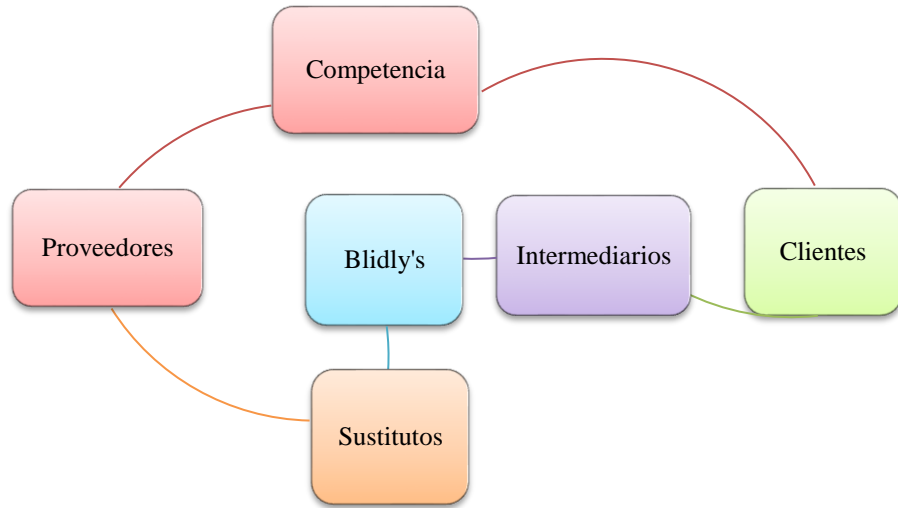 Competencia
Proveedores
Blidly's
Intermediarios
Clientes
Sustitutos